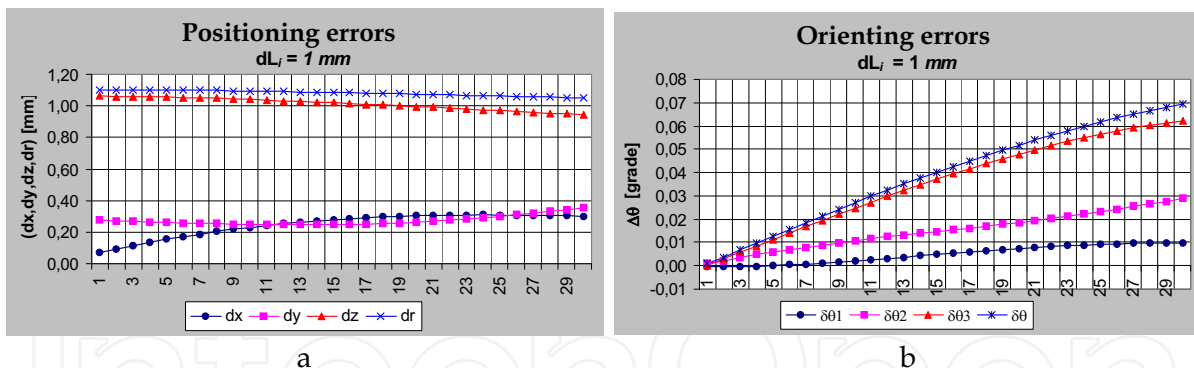 Positioning errors
dLi = 1 mm
(dx,dy,dz,dr) [mm]
1,20
1,00
0,80
0,60
0,40
0,20
0,00
1 3 5 7 9 11 13 15 17 19 21 23 25 27 29
dx dy dz dr
a
Orienting errors
dLi = 1 mm
Δθ [grade]
0,08
0,07
0,06
0,05
0,04
0,03
0,02
0,01
0,00
-0,01
1 3 5 7 9 11 13 15 17 19 21 23 25 27 29
δθ1 δθ2 δθ3 δθ
b